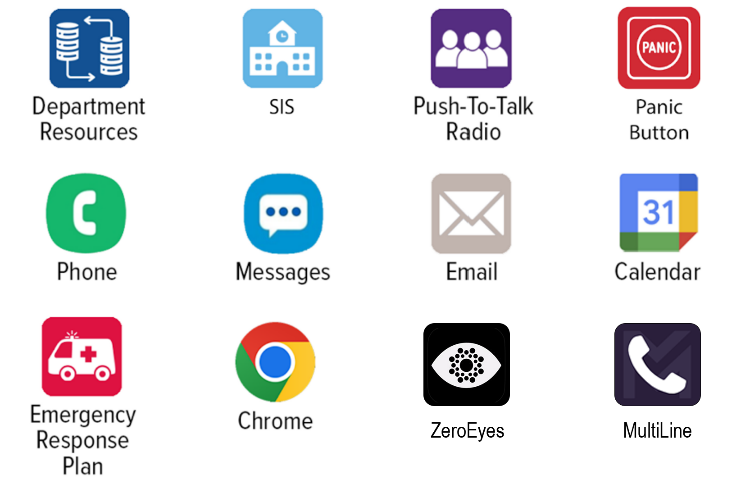 PANIC
Department
Resources
SIS
Push-To-Talk
Radio
Panic
Button
31
Phone
Messages
Email
Calendar
Emergency
Response
Plan
Chrome
ZeroEyes
MultiLine